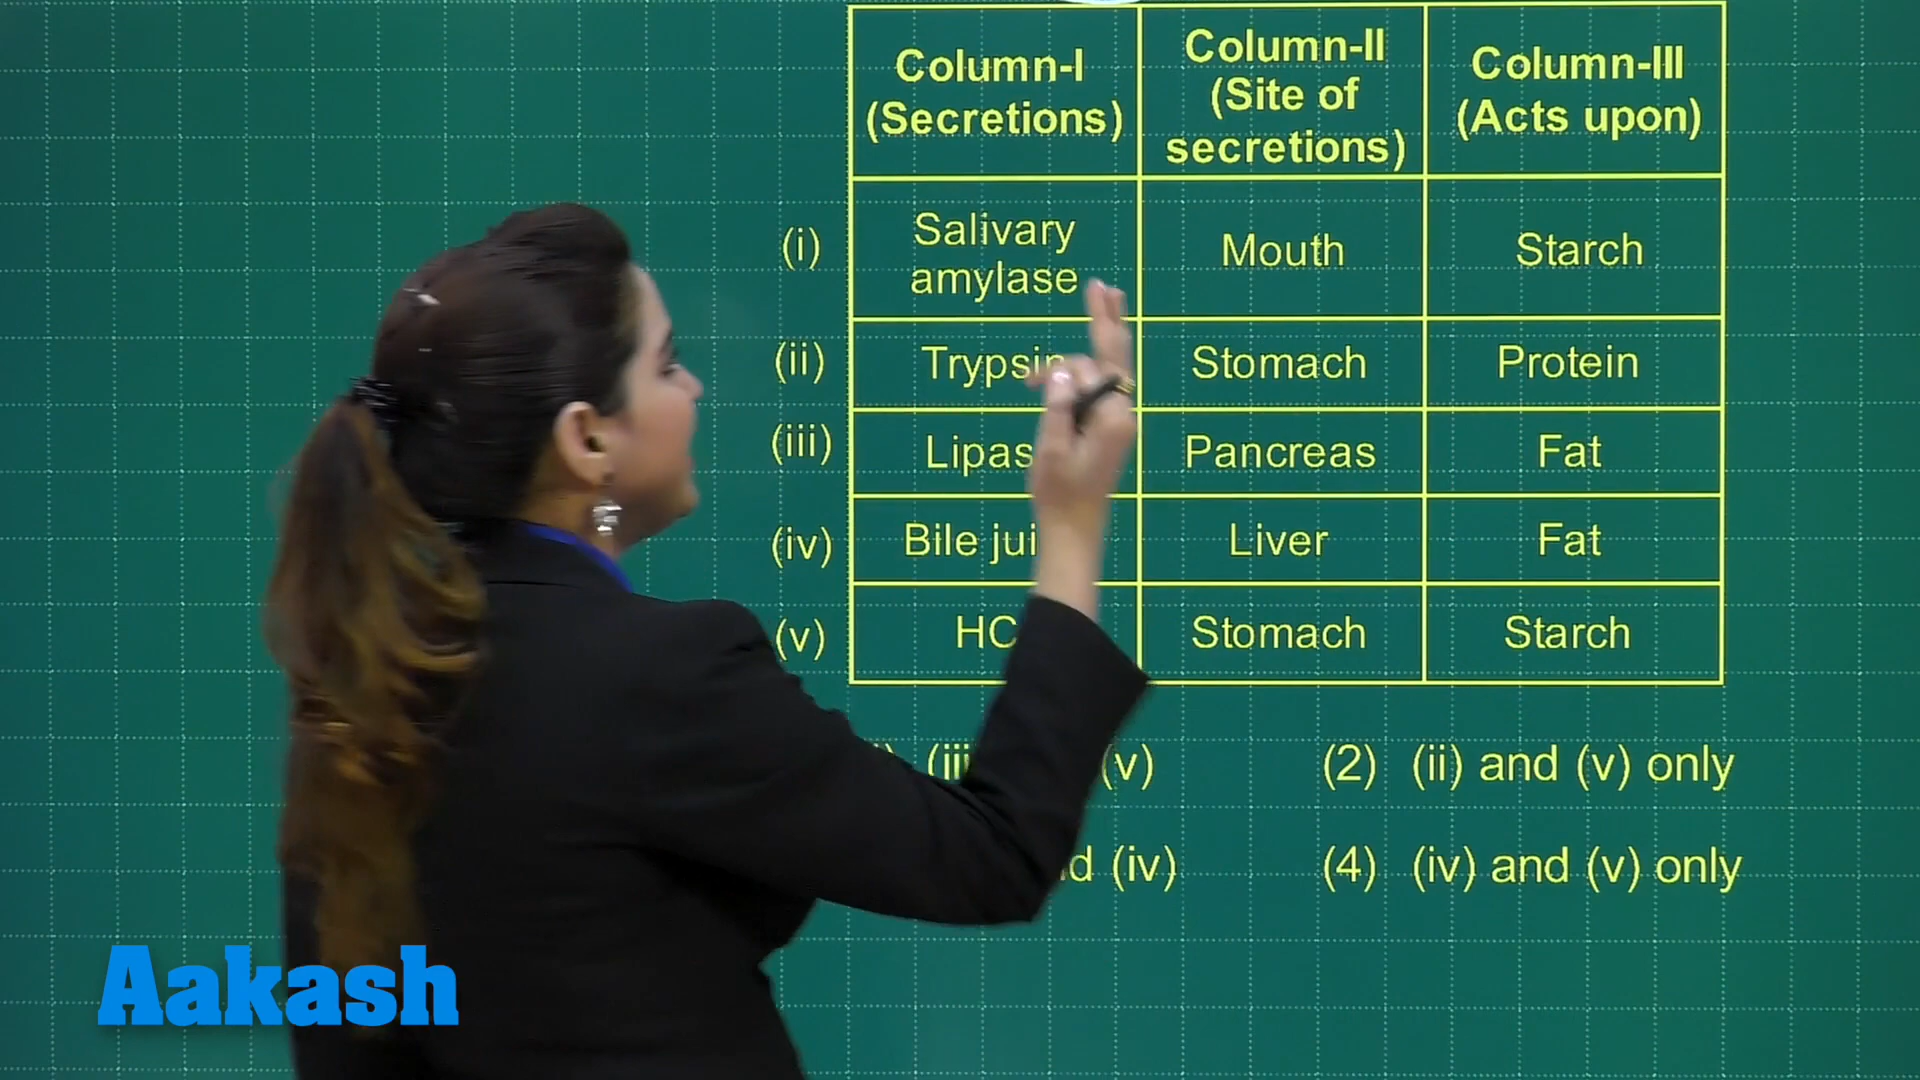 Column-I
(Secretions)
Column-II
(Site of
secretions)
Column-III
(Acts upon)
(i)
Salivary
amylase
Mouth
Starch
(ii)
Stomach
Protein
(iii)
Pancreas
Fat
(iv)
Bile
Liver
Fat
(v)
Stomach
Starch
(v)
(2) (ii) and (v) only
(iv)
(4) (iv) and (v) only
Aakash